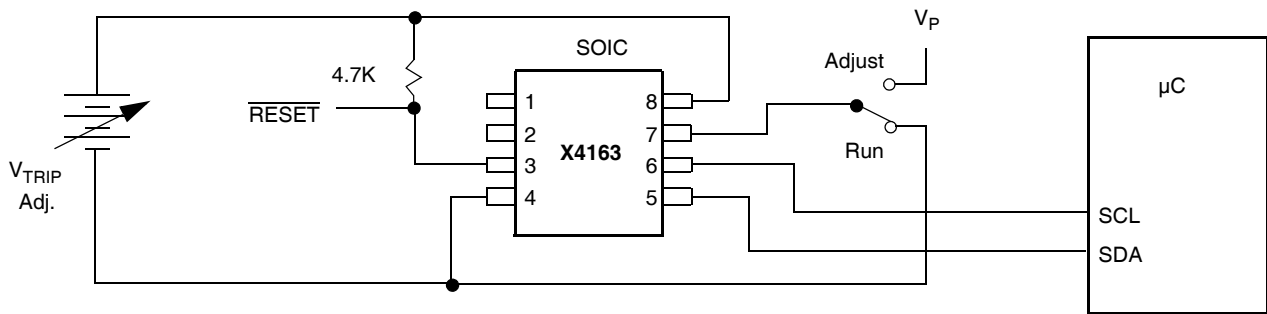 V_P
SOIC
Adjust
4.7K
µC
RESET
1 8
2 7
X4163
3 6
4 5
Run
V_TRIP
Adj.
SCL
SDA